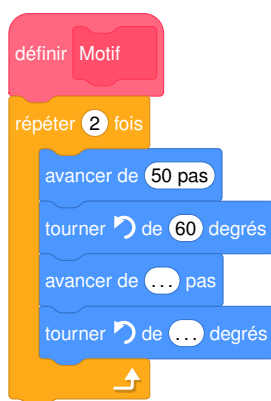 définir Motif
répéter 2 fois
avancer de 50 pas
tourner de 60 degrés
avancer de ... pas
tourner de ... degrés